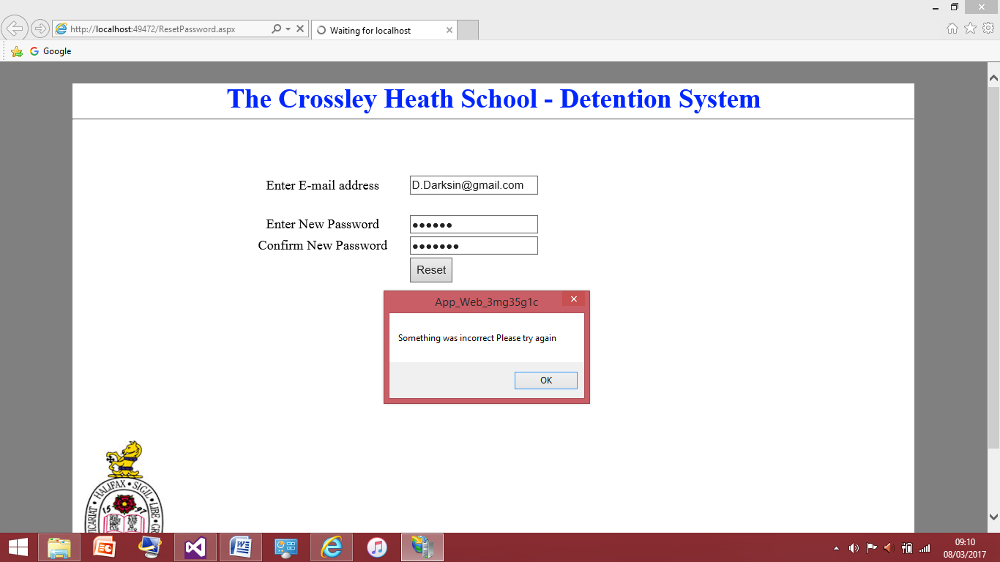 http://localhost:49472/ResetPassword.aspx
Waiting for localhost
Google
The Crossley Heath School - Detention System
Enter E-mail address
D.Darksin@gmail.com
Enter New Password
●●●●●●
Confirm New Password
●●●●●●●
Reset
App_Web_3mg35g1c
Something was incorrect Please try again
OK
HALIFAX • SIGIL
LIBE
1597
09:10
08/03/2017